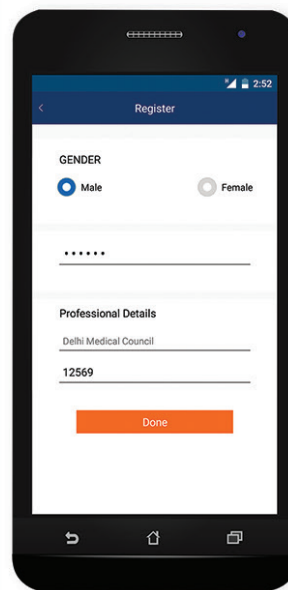 2:52
Register
GENDER
Male
Female
••••••
Professional Details
Delhi Medical Council
12569
Done